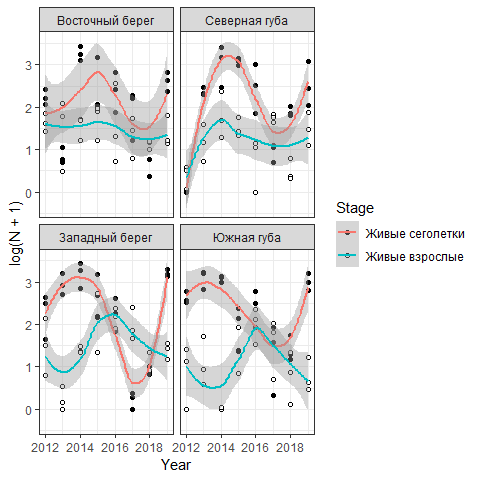 Восточный берег
Северная губа
3
2
1
0
Западный берег
Южная губа
3
2
1
0
2012 2014 2016 2018
2012 2014 2016 2018
log(N + 1)
Year
Stage
Живые сеголетки
Живые взрослые